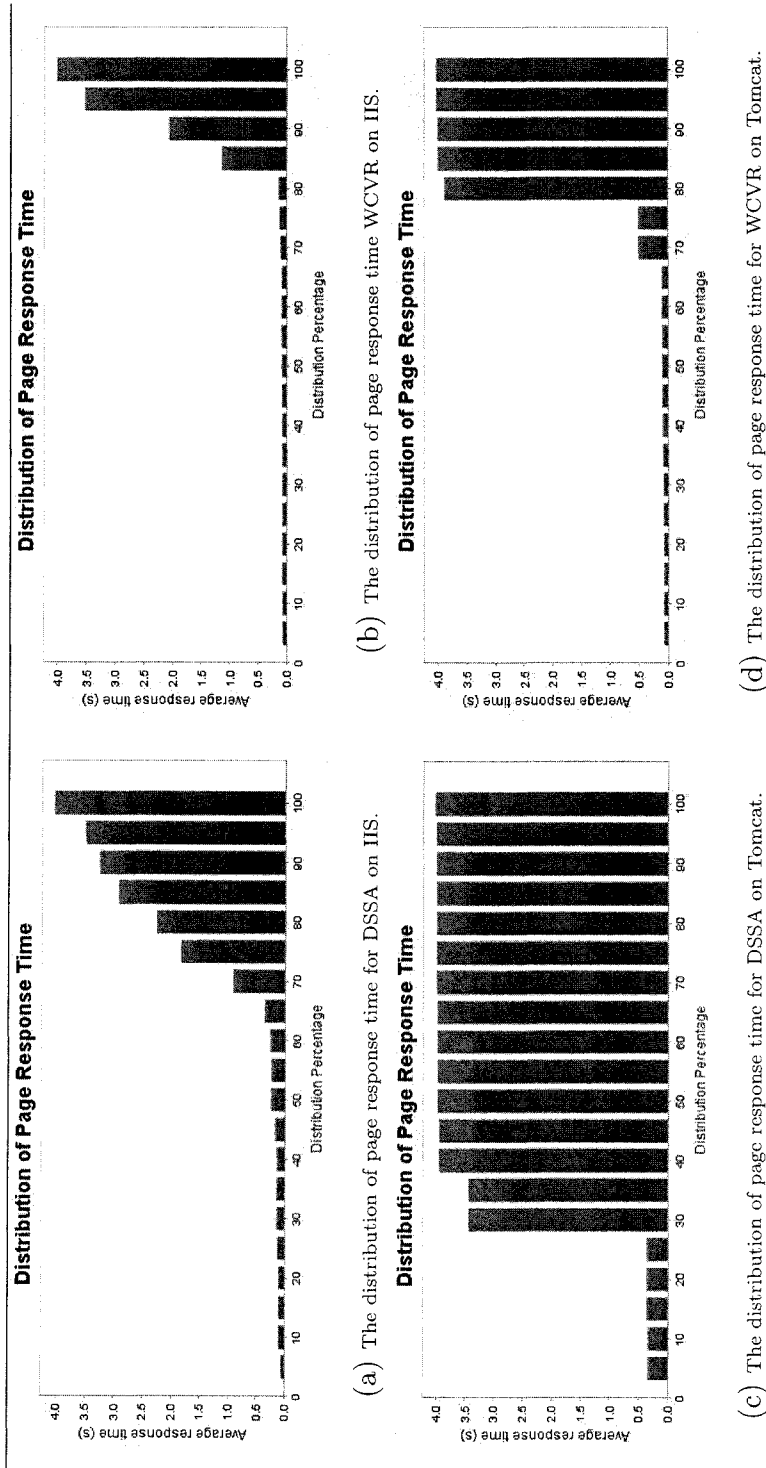 Distribution of Page Response Time
Average response time (s)
4.0
3.5
3.0
2.5
2.0
1.5
1.0
0.5
0.0
0 10 20 30 40 50 60 70 80 90 100
Distribution Percentage
(a) The distribution of page response time for DSSA on IIS.
Distribution of Page Response Time
Average response time (s)
4.0
3.5
3.0
2.5
2.0
1.5
1.0
0.5
0.0
0 10 20 30 40 50 60 70 80 90 100
Distribution Percentage
(b) The distribution of page response time WCVR on IIS.
Distribution of Page Response Time
Average response time (s)
4.0
3.5
3.0
2.5
2.0
1.5
1.0
0.5
0.0
0 10 20 30 40 50 60 70 80 90 100
Distribution Percentage
(c) The distribution of page response time for DSSA on Tomcat.
Distribution of Page Response Time
Average response time (s)
4.0
3.5
3.0
2.5
2.0
1.5
1.0
0.5
0.0
0 10 20 30 40 50 60 70 80 90 100
Distribution Percentage
(d) The distribution of page response time for WCVR on Tomcat.